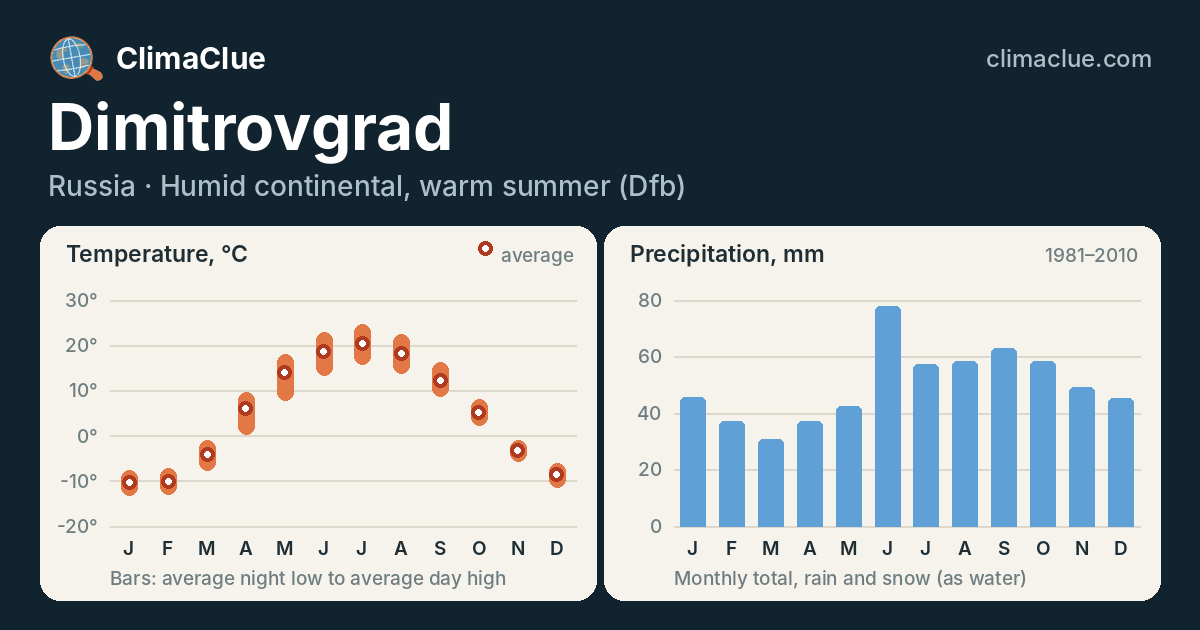 ClimaClue
climaclue.com
Dimitrovgrad
Russia · Humid continental, warm summer (Dfb)
Temperature, °C
average
30°
20°
10°
0°
-10°
-20°
J F M A M J J A S O N D
Bars: average night low to average day high
Precipitation, mm
1981–2010
80
60
40
20
0
J F M A M J J A S O N D
Monthly total, rain and snow (as water)